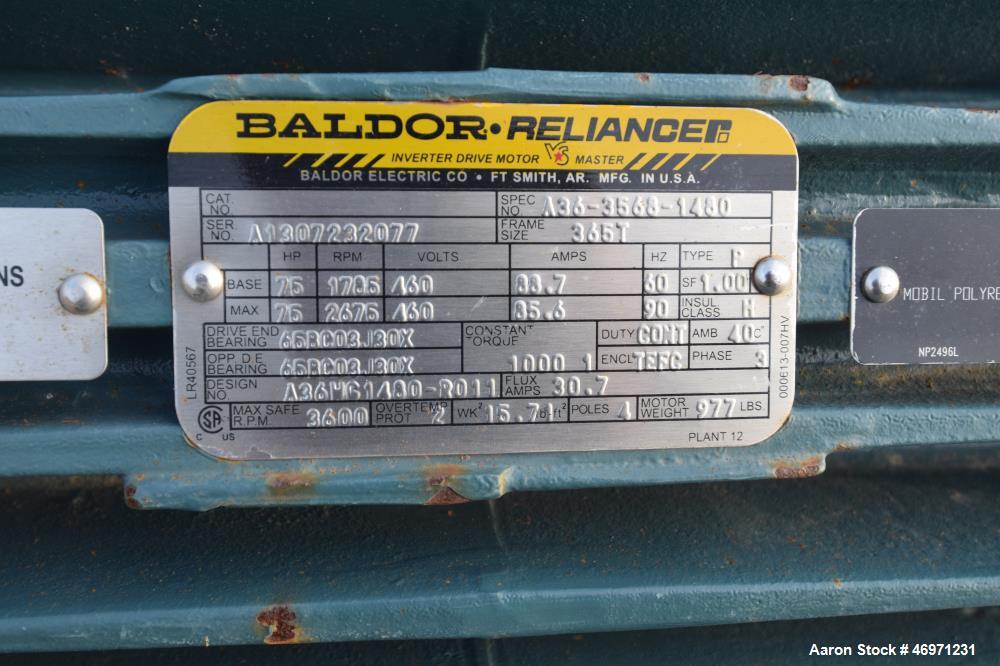 BALDOR • RELIANCER
INVERTER DRIVE MOTOR VS MASTER
BALDOR ELECTRIC CO • FT SMITH, AR. MFG. IN U.S.A.
CAT. NO. SPEC NO. A36-3568-1480
SER. NO. A1307232077 FRAME SIZE 365T
HP RPM VOLTS AMPS HZ TYPE P
BASE 75 1785 460 88.7 60 SF 1.00
MAX 75 2675 460 85.6 90 INSUL CLASS H
DRIVE END BEARING 65BC03J30X CONSTANT TORQUE DUTY CONT AMB 40C°
OPP. D.E BEARING 65BC03J30X 1000 1 ENCL TEFC PHASE 3
DESIGN NO. A36WG1480-R011 FLUX AMPS 30.7
MAX SAFE R.P.M 3600 OVERTEMP PROT 2 WK² 15.7 lb-ft² POLES 4 MOTOR WEIGHT 977 LBS
SA
C US
PLANT 12
LR40567
000613-007HV
NS
MOBIL POLYRE
NP2496L
Aaron Stock # 46971231